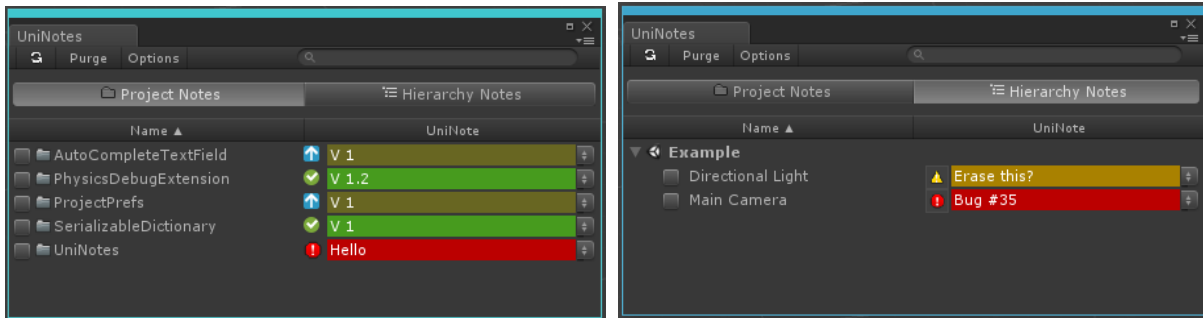 UniNotes
Purge Options
Project Notes Hierarchy Notes
Name ▲ UniNote
AutoCompleteTextField V 1
PhysicsDebugExtension V 1.2
ProjectPrefs V 1
SerializableDictionary V 1
UniNotes Hello
UniNotes
Purge Options
Project Notes Hierarchy Notes
Name ▲ UniNote
Example
Directional Light Erase this?
Main Camera Bug #35